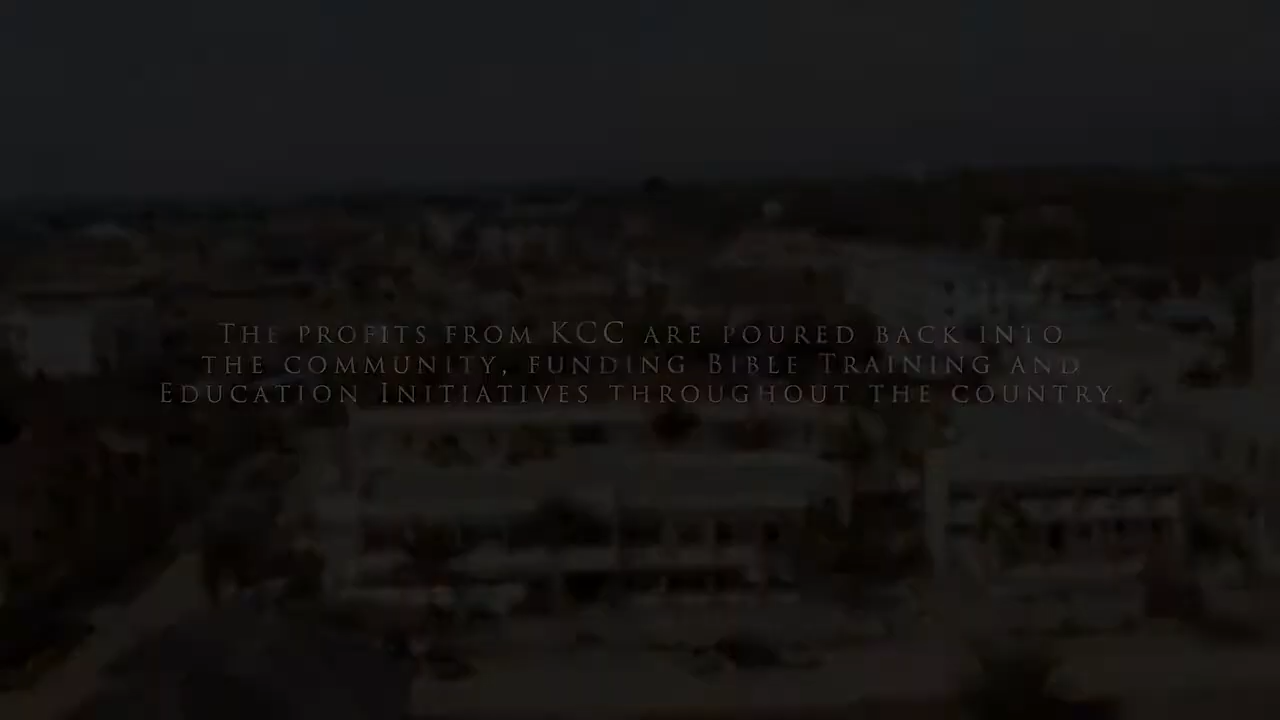 The profits from KCC are poured back into
the community, funding Bible Training and
Education Initiatives throughout the country.